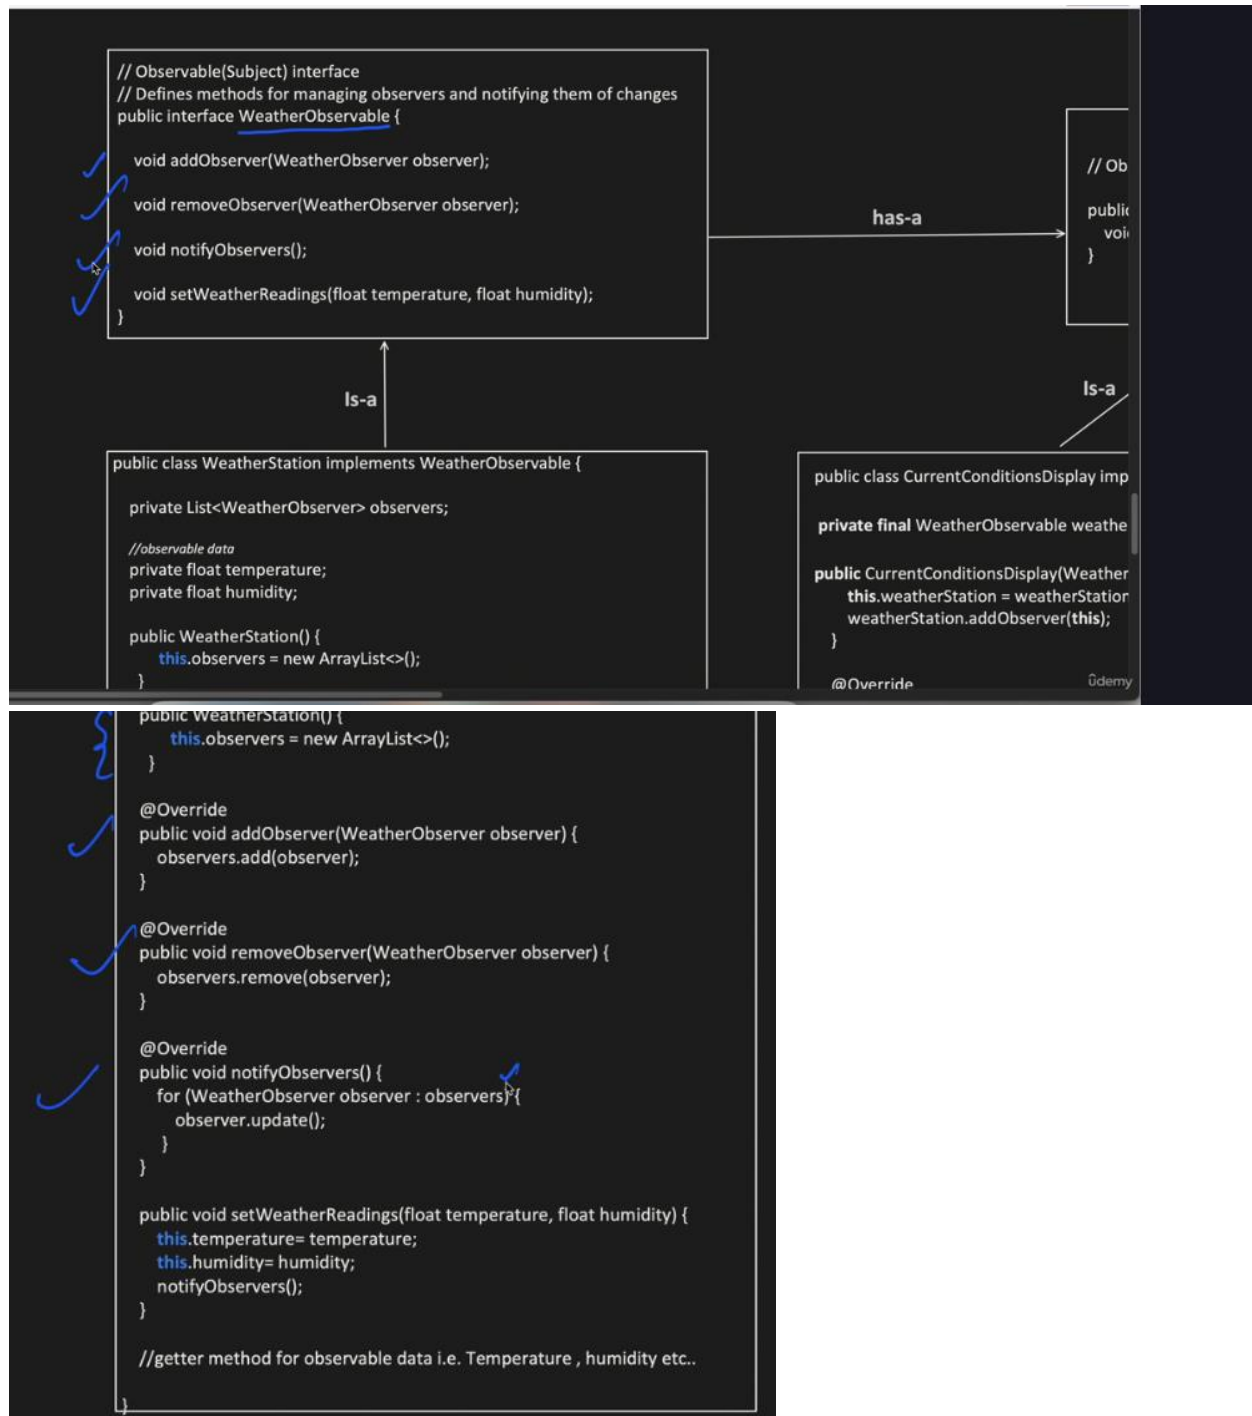 // Observable(Subject) interface
// Defines methods for managing observers and notifying them of changes
public interface WeatherObservable {
void addObserver(WeatherObserver observer);
void removeObserver(WeatherObserver observer);
void notifyObservers();
void setWeatherReadings(float temperature, float humidity);
}
has-a
// Ob
public
voi
}
Is-a
Is-a
public class WeatherStation implements WeatherObservable {
private List<WeatherObserver> observers;
//observable data
private float temperature;
private float humidity;
public WeatherStation() {
this.observers = new ArrayList<>();
}
public class CurrentConditionsDisplay imp
private final WeatherObservable weathe
public CurrentConditionsDisplay(Weather
this.weatherStation = weatherStation
weatherStation.addObserver(this);
}
@Override
ûdemy
public WeatherStation() {
this.observers = new ArrayList<>();
}
@Override
public void addObserver(WeatherObserver observer) {
observers.add(observer);
}
@Override
public void removeObserver(WeatherObserver observer) {
observers.remove(observer);
}
@Override
public void notifyObservers() {
for (WeatherObserver observer : observers) {
observer.update();
}
}
public void setWeatherReadings(float temperature, float humidity) {
this.temperature= temperature;
this.humidity= humidity;
notifyObservers();
}
//getter method for observable data i.e. Temperature , humidity etc..
}